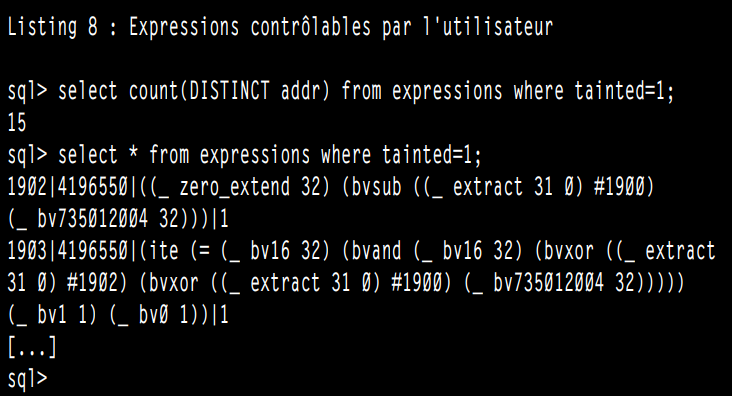 Listing 8 : Expressions contrôlables par l'utilisateur
sql> select count(DISTINCT addr) from expressions where tainted=1;
15
sql> select * from expressions where tainted=1;
1902|4196550|((_ zero_extend 32) (bvsub ((_ extract 31 0) #1900)
(_ bv735012004 32)))|1
1903|4196550|(ite (= (_ bv16 32) (bvand (_ bv16 32) (bvxor ((_ extract
31 0) #1902) (bvxor ((_ extract 31 0) #1900) (_ bv735012004 32)))))
(_ bv1 1) (_ bv0 1))|1
[...]
sql>